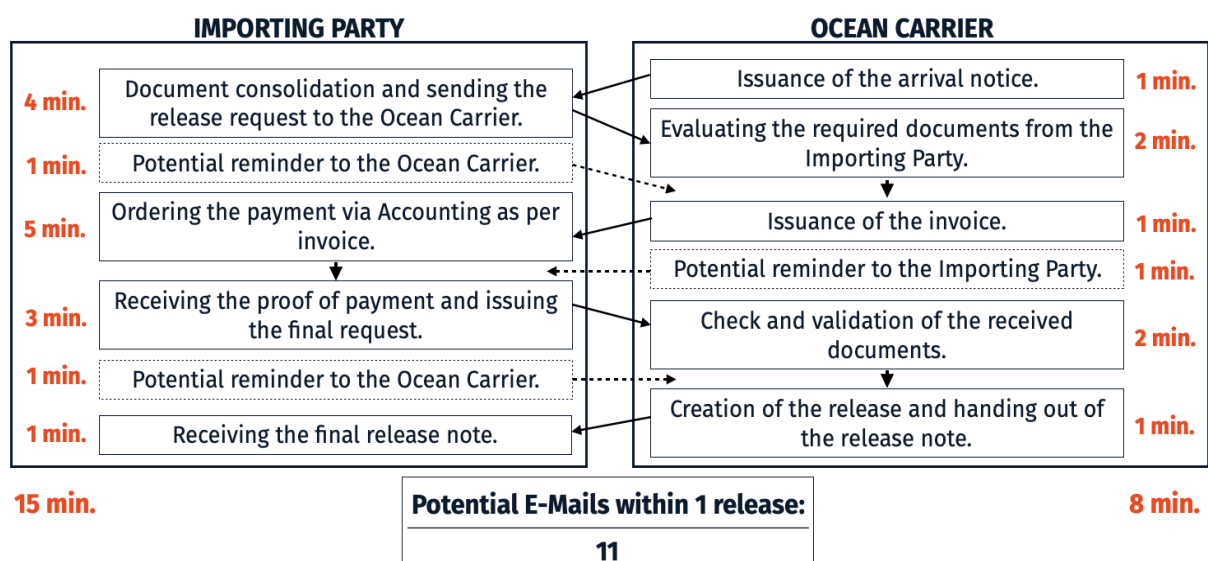 IMPORTING PARTY
4 min.
Document consolidation and sending the
release request to the Ocean Carrier.
1 min.
Potential reminder to the Ocean Carrier.
5 min.
Ordering the payment via Accounting as per
invoice.
3 min.
Receiving the proof of payment and issuing
the final request.
1 min.
Potential reminder to the Ocean Carrier.
1 min.
Receiving the final release note.
15 min.
OCEAN CARRIER
Issuance of the arrival notice.
1 min.
Evaluating the required documents from the
Importing Party.
2 min.
Issuance of the invoice.
1 min.
Potential reminder to the Importing Party.
1 min.
Check and validation of the received
documents.
2 min.
Creation of the release and handing out of
the release note.
1 min.
8 min.
Potential E-Mails within 1 release:
11